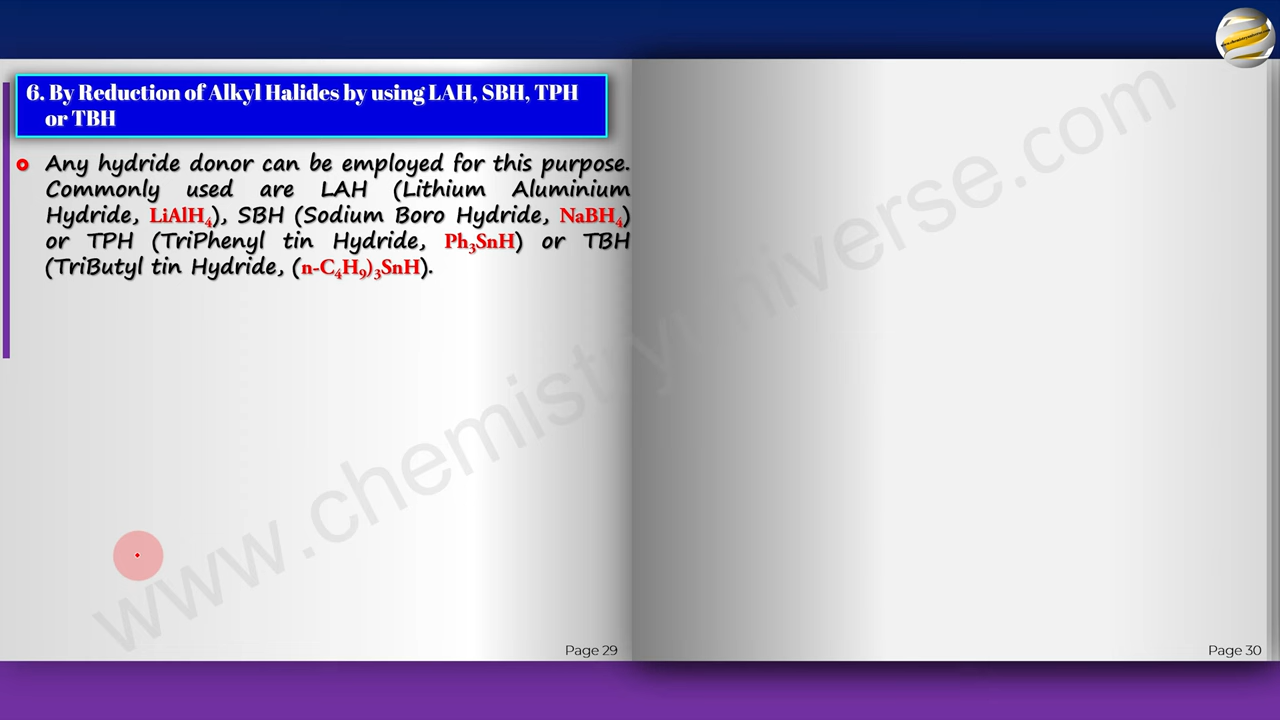 6. By Reduction of Alkyl Halides by using LAH, SBH, TPH
or TBH
Any hydride donor can be employed for this purpose.
Commonly used are LAH (Lithium Aluminium
Hydride, LiAlH₄), SBH (Sodium Boro Hydride, NaBH₄)
or TPH (TriPhenyl tin Hydride, Ph₃SnH) or TBH
(TriButyl tin Hydride, (n-C₄H₉)₃SnH).
www.chemistryuniverse.com
Page 29
Page 30